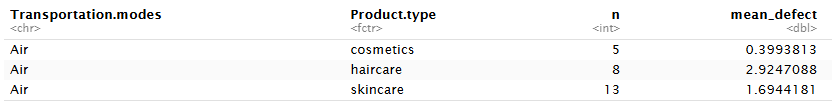 Transportation.modes Product.type n mean_defect
<chr> <fctr> <int> <dbl>
Air cosmetics 5 0.3993813
Air haircare 8 2.9247088
Air skincare 13 1.6944181